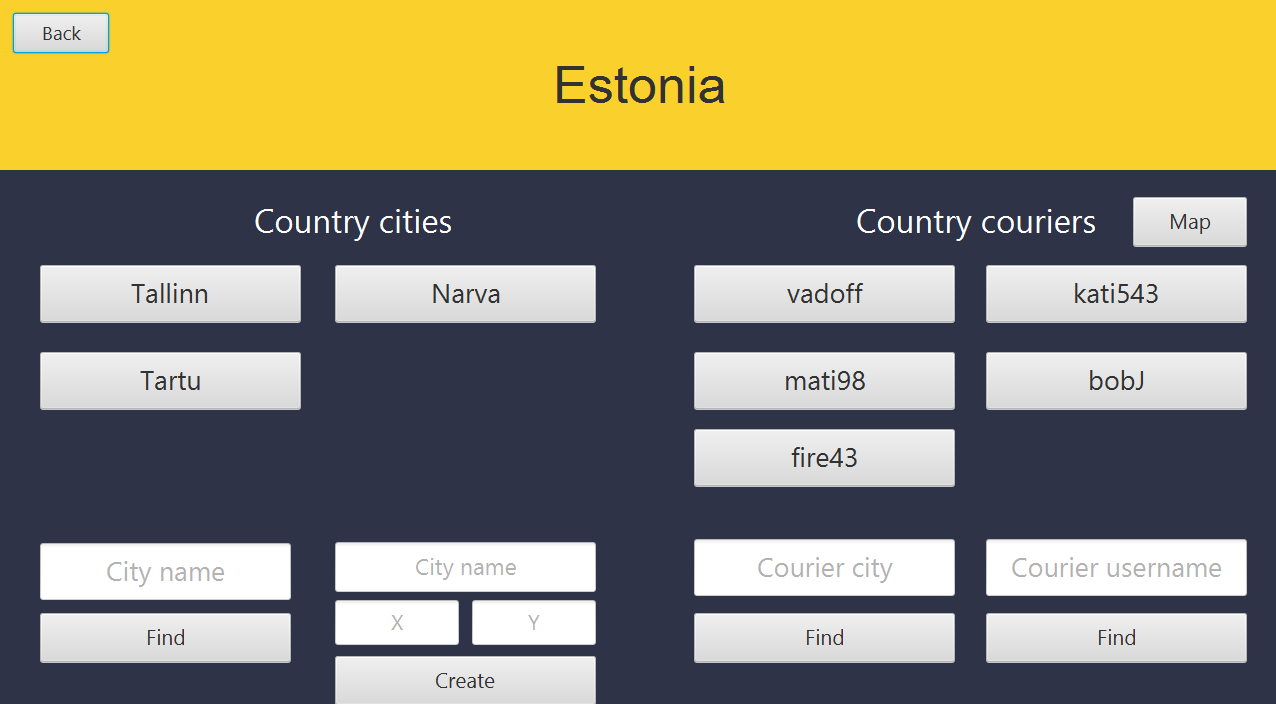 Back
Estonia
Country cities
Country couriers
Map
Tallinn
Narva
vadoff
kati543
Tartu
mati98
bobJ
fire43
City name
City name
Courier city
Courier username
X
Y
Find
Find
Find
Create